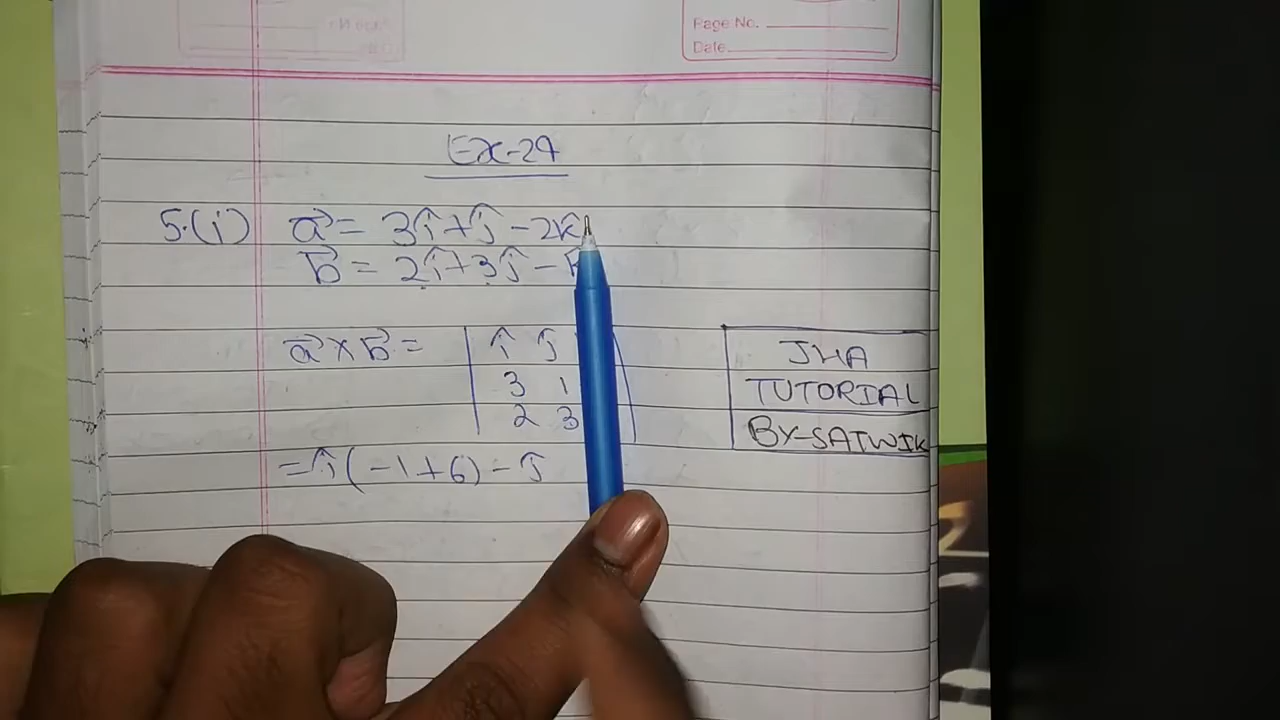 Page No.
Date
Ex-29
5.(i) a⃗ = 3î+ĵ-2k̂
b⃗ = 2î+3ĵ-k̂
a⃗ x b⃗ = | î ĵ
3 1
2 3
= î(-1+6) - ĵ
JHA
TUTORIAL
BY-SATWIK